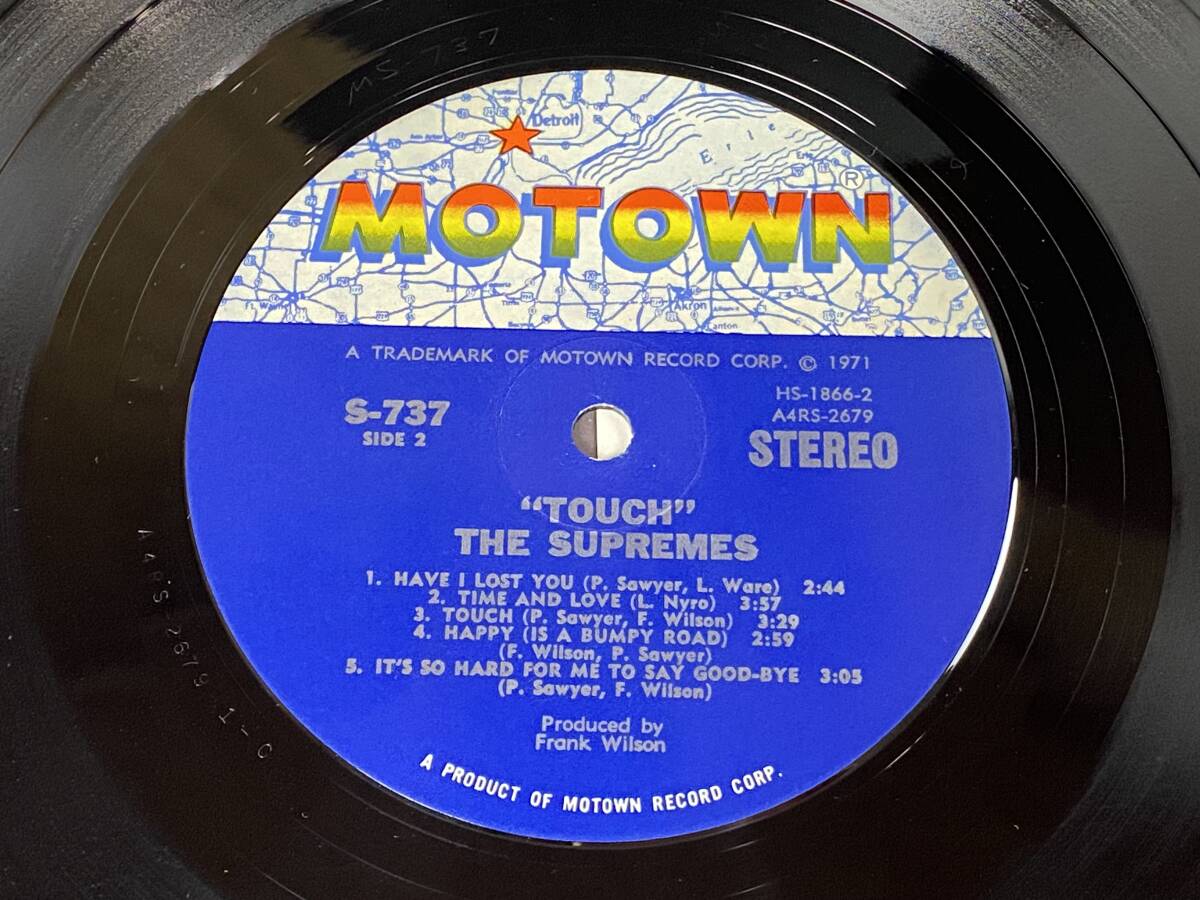 MS-737
Detroit
Erie
Erie
MOTOWN®
Akron
A TRADEMARK OF MOTOWN RECORD CORP. © 1971
HS-1866-2
S-737
A4RS-2679
SIDE 2
STEREO
"TOUCH"
THE SUPREMES
1. HAVE I LOST YOU (P. Sawyer, L. Ware) 2:44
2. TIME AND LOVE (L. Nyro) 3:57
3. TOUCH (P. Sawyer, F. Wilson) 3:29
4. HAPPY (IS A BUMPY ROAD) 2:59
(F. Wilson, P. Sawyer)
5. IT'S SO HARD FOR ME TO SAY GOOD-BYE 3:05
(P. Sawyer, F. Wilson)
Produced by
Frank Wilson
A PRODUCT OF MOTOWN RECORD CORP.
A4RS-2679 1-C